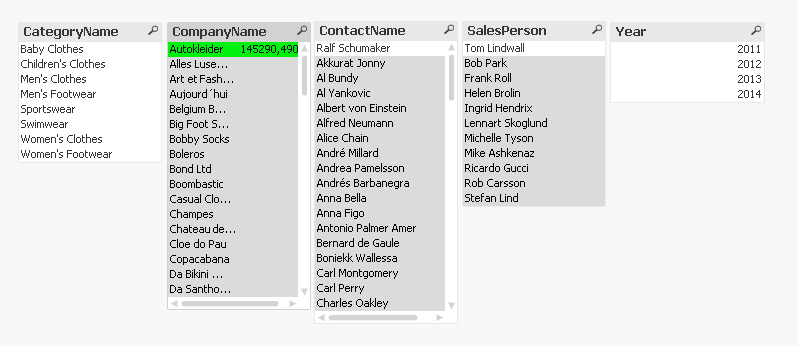 CategoryName
Baby Clothes
Children's Clothes
Men's Clothes
Men's Footwear
Sportswear
Swimwear
Women's Clothes
Women's Footwear
CompanyName
Autokleider 145290,490
Alles Luse...
Art et Fash...
Aujourd´hui
Belgium B...
Big Foot S...
Bobby Socks
Boleros
Bond Ltd
Boombastic
Casual Clo...
Champes
Chateau de...
Cloe do Pau
Copacabana
Da Bikini ...
Da Santho...
ContactName
Ralf Schumaker
Akkurat Jonny
Al Bundy
Al Yankovic
Albert von Einstein
Alfred Neumann
Alice Chain
André Millard
Andrea Pamelsson
Andrés Barbanegra
Anna Bella
Anna Figo
Antonio Palmer Amer
Bernard de Gaule
Boniekk Wallessa
Carl Montgomery
Carl Perry
Charles Oakley
SalesPerson
Tom Lindwall
Bob Park
Frank Roll
Helen Brolin
Ingrid Hendrix
Lennart Skoglund
Michelle Tyson
Mike Ashkenaz
Ricardo Gucci
Rob Carsson
Stefan Lind
Year
2011
2012
2013
2014